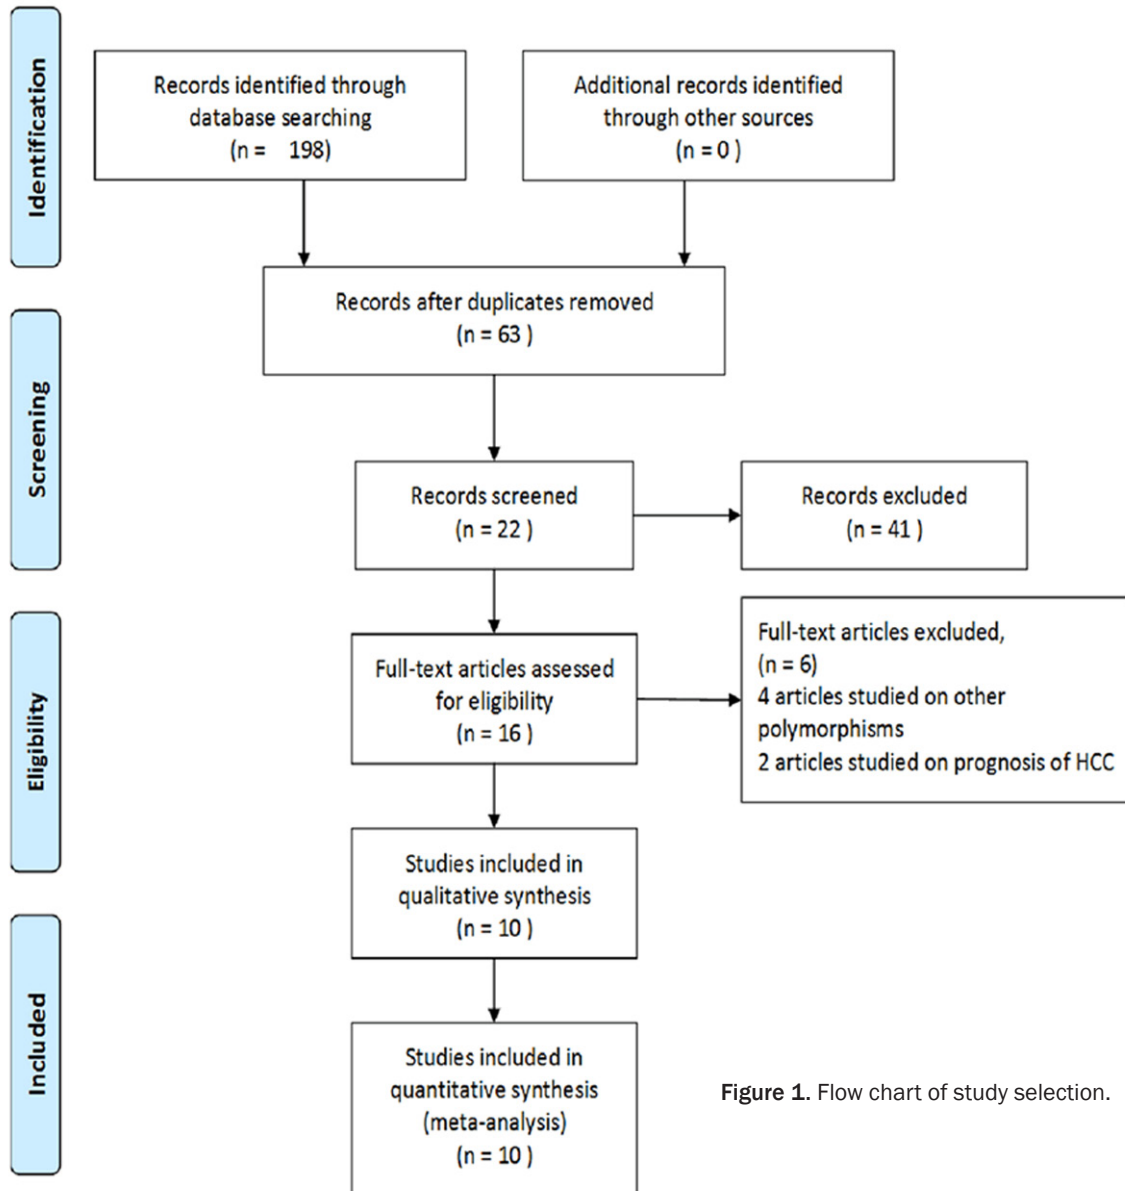 Identification
Records identified through
database searching
(n = 198)
Additional records identified
through other sources
(n = 0 )
Screening
Records after duplicates removed
(n = 63 )
Records screened
(n = 22 )
Records excluded
(n = 41 )
Eligibility
Full-text articles assessed
for eligibility
(n = 16 )
Full-text articles excluded,
(n = 6)
4 articles studied on other
polymorphisms
2 articles studied on prognosis of HCC
Studies included in
qualitative synthesis
(n = 10 )
Included
Studies included in
quantitative synthesis
(meta-analysis)
(n = 10 )
Figure 1. Flow chart of study selection.